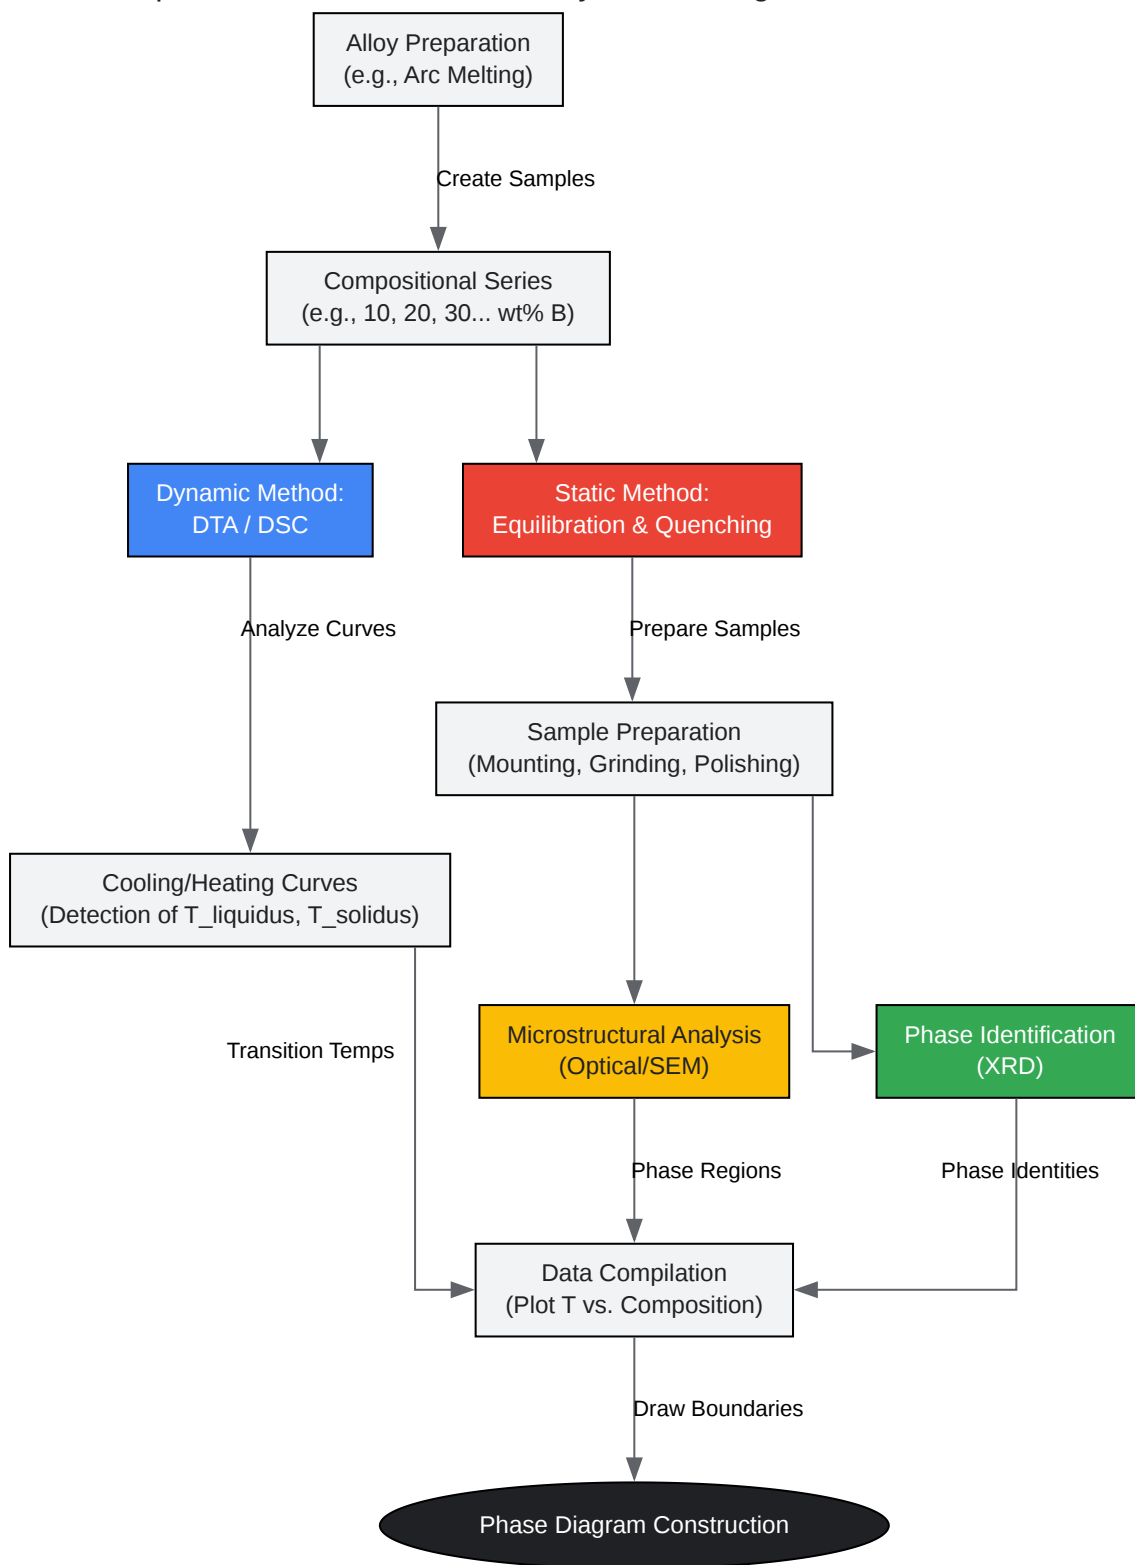 Alloy Preparation
(e.g., Arc Melting)
Create Samples
Compositional Series
(e.g., 10, 20, 30... wt% B)
Dynamic Method:
DTA / DSC
Static Method:
Equilibration & Quenching
Analyze Curves
Prepare Samples
Sample Preparation
(Mounting, Grinding, Polishing)
Cooling/Heating Curves
(Detection of T_liquidus, T_solidus)
Transition Temps
Microstructural Analysis
(Optical/SEM)
Phase Identification
(XRD)
Phase Regions
Phase Identities
Data Compilation
(Plot T vs. Composition)
Draw Boundaries
Phase Diagram Construction